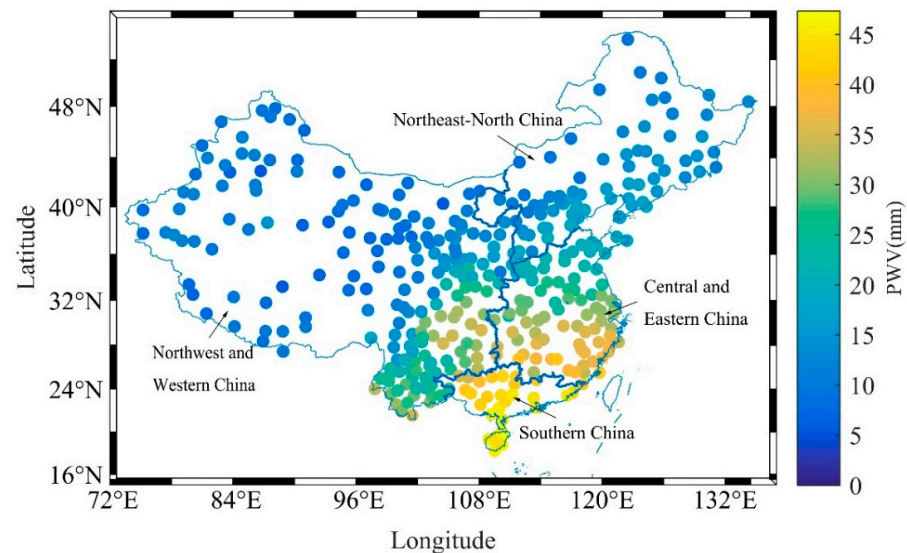 48°N
40°N
32°N
24°N
16°N
72°E 84°E 96°E 108°E 120°E 132°E
Latitude
Longitude
Northeast-North China
Central and
Eastern China
Northwest and
Western China
Southern China
45
40
35
30
25
20
15
10
5
0
PWV(mm)